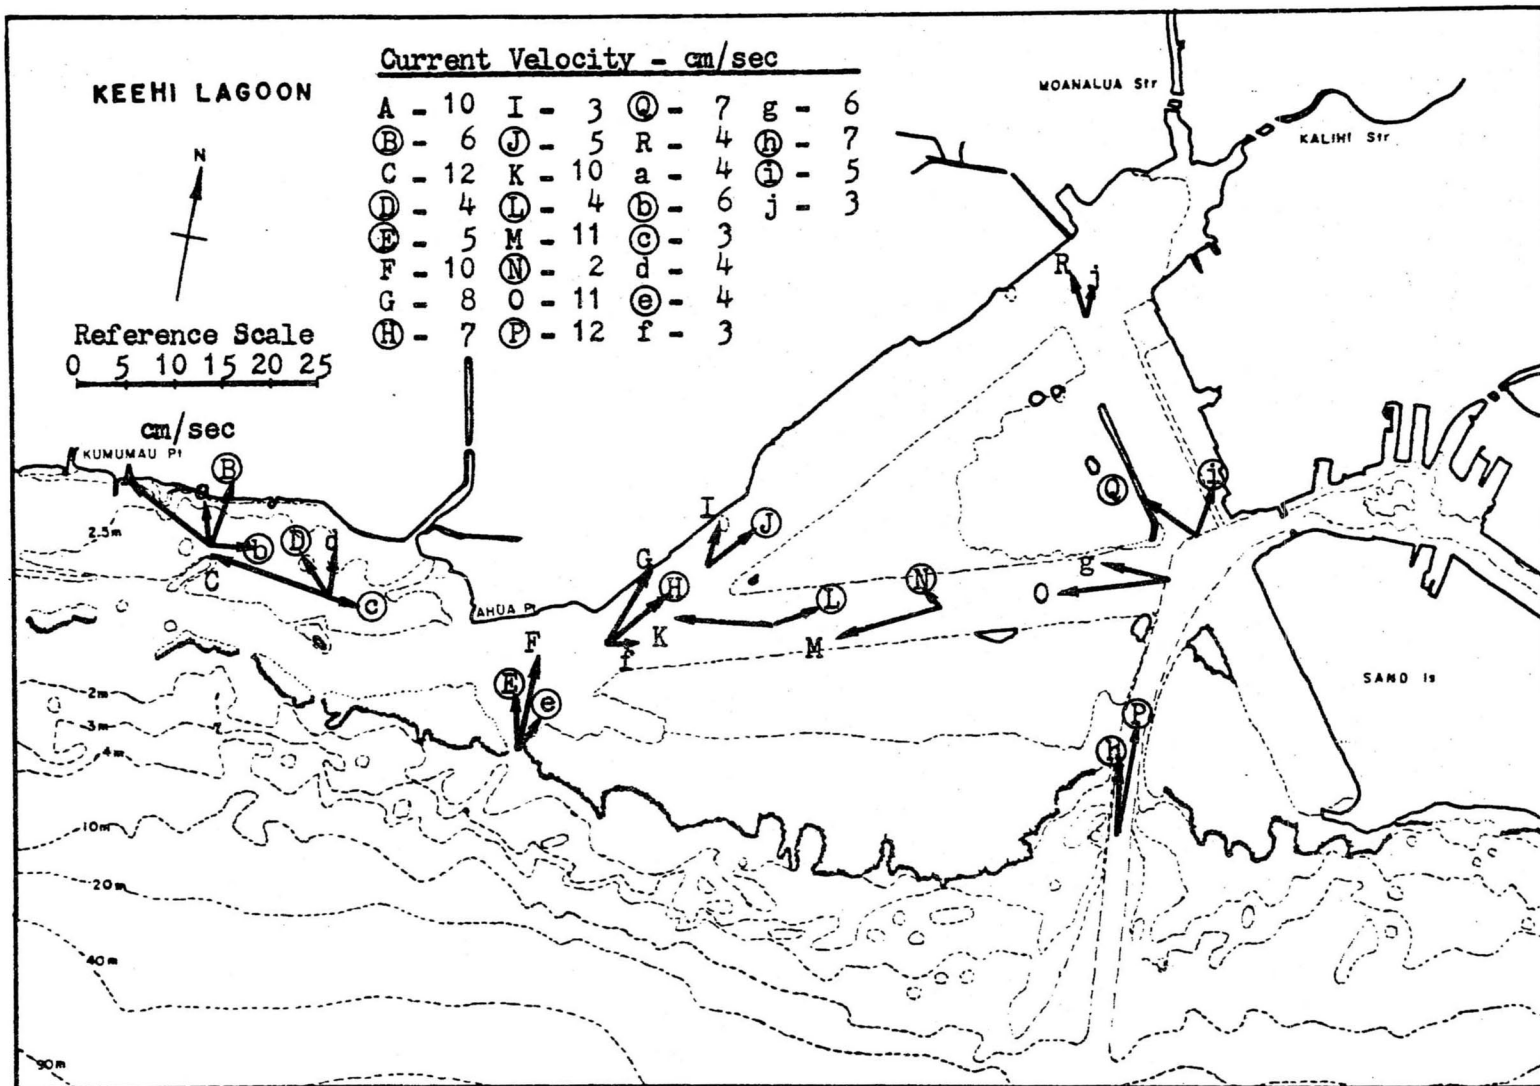 Current Velocity - cm/sec
KEEHI LAGOON
A - 10 I - 3 Ⓠ - 7 g - 6
Ⓑ - 6 Ⓙ - 5 R - 4 ⓗ - 7
C - 12 K - 10 a - 4 ⓘ - 5
Ⓓ - 4 Ⓛ - 4 ⓑ - 6 j - 3
Ⓔ - 5 M - 11 ⓒ - 3
F - 10 Ⓝ - 2 d - 4
G - 8 O - 11 ⓔ - 4
Ⓗ - 7 Ⓟ - 12 f - 3
MOANALUA Str
KALIHI Str
N
Reference Scale
0 5 10 15 20 25
cm/sec
R j
KUMUMAU Pt
Ⓑ
a
ⓘ
Ⓠ
2.5m
I Ⓙ
ⓑ
Ⓓ d
C
G
g
Ⓗ
Ⓝ
O
ⓒ
AHUA Pt
Ⓛ
F
K
f
M
SAND Is
Ⓔ
ⓔ
2m
Ⓟ
3m
4m
ⓗ
10m
20m
40m
90m